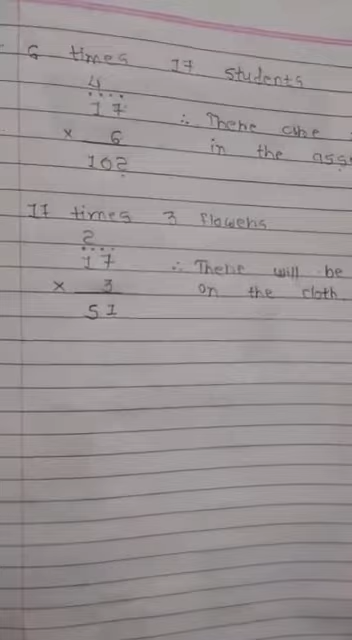 6 times 17 students
4
17 ∴ There are
× 6 in the ass
102
17 times 3 flowers
2
17 ∴ There will be
× 3 on the cloth
51